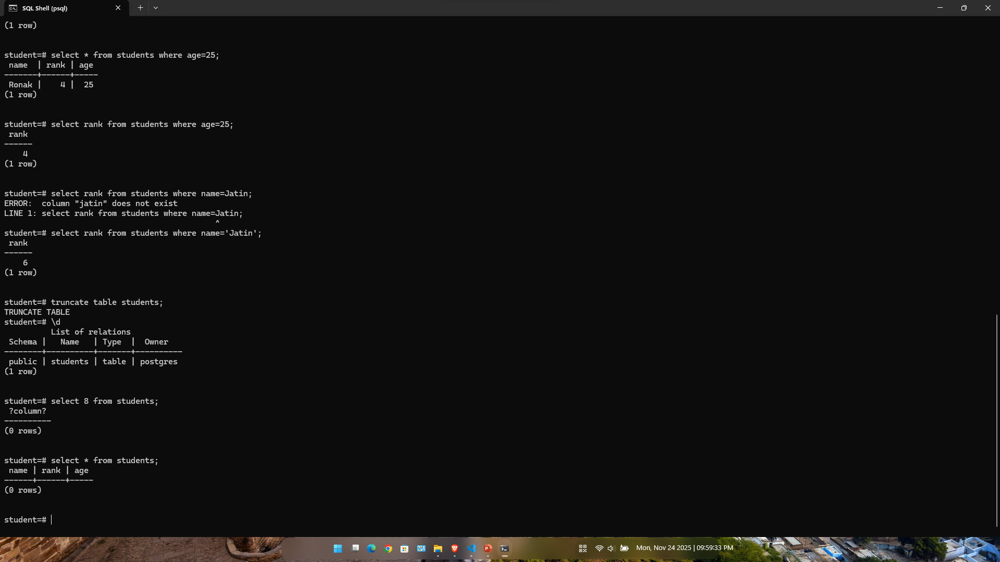 SQL Shell (psql)
(1 row)
student=# select * from students where age=25;
 name  | rank | age
-------+------+-----
 Ronak |    4 |  25
(1 row)
student=# select rank from students where age=25;
 rank
------
    4
(1 row)
student=# select rank from students where name=Jatin;
ERROR:  column "jatin" does not exist
LINE 1: select rank from students where name=Jatin;
                                             ^
student=# select rank from students where name='Jatin';
 rank
------
    6
(1 row)
student=# truncate table students;
TRUNCATE TABLE
student=# \d
          List of relations
 Schema |   Name   | Type  |  Owner
--------+----------+-------+----------
 public | students | table | postgres
(1 row)
student=# select 8 from students;
 ?column?
----------
(0 rows)
student=# select * from students;
 name | rank | age
------+------+-----
(0 rows)
student=#
Mon, Nov 24 2025 | 09:59:33 PM